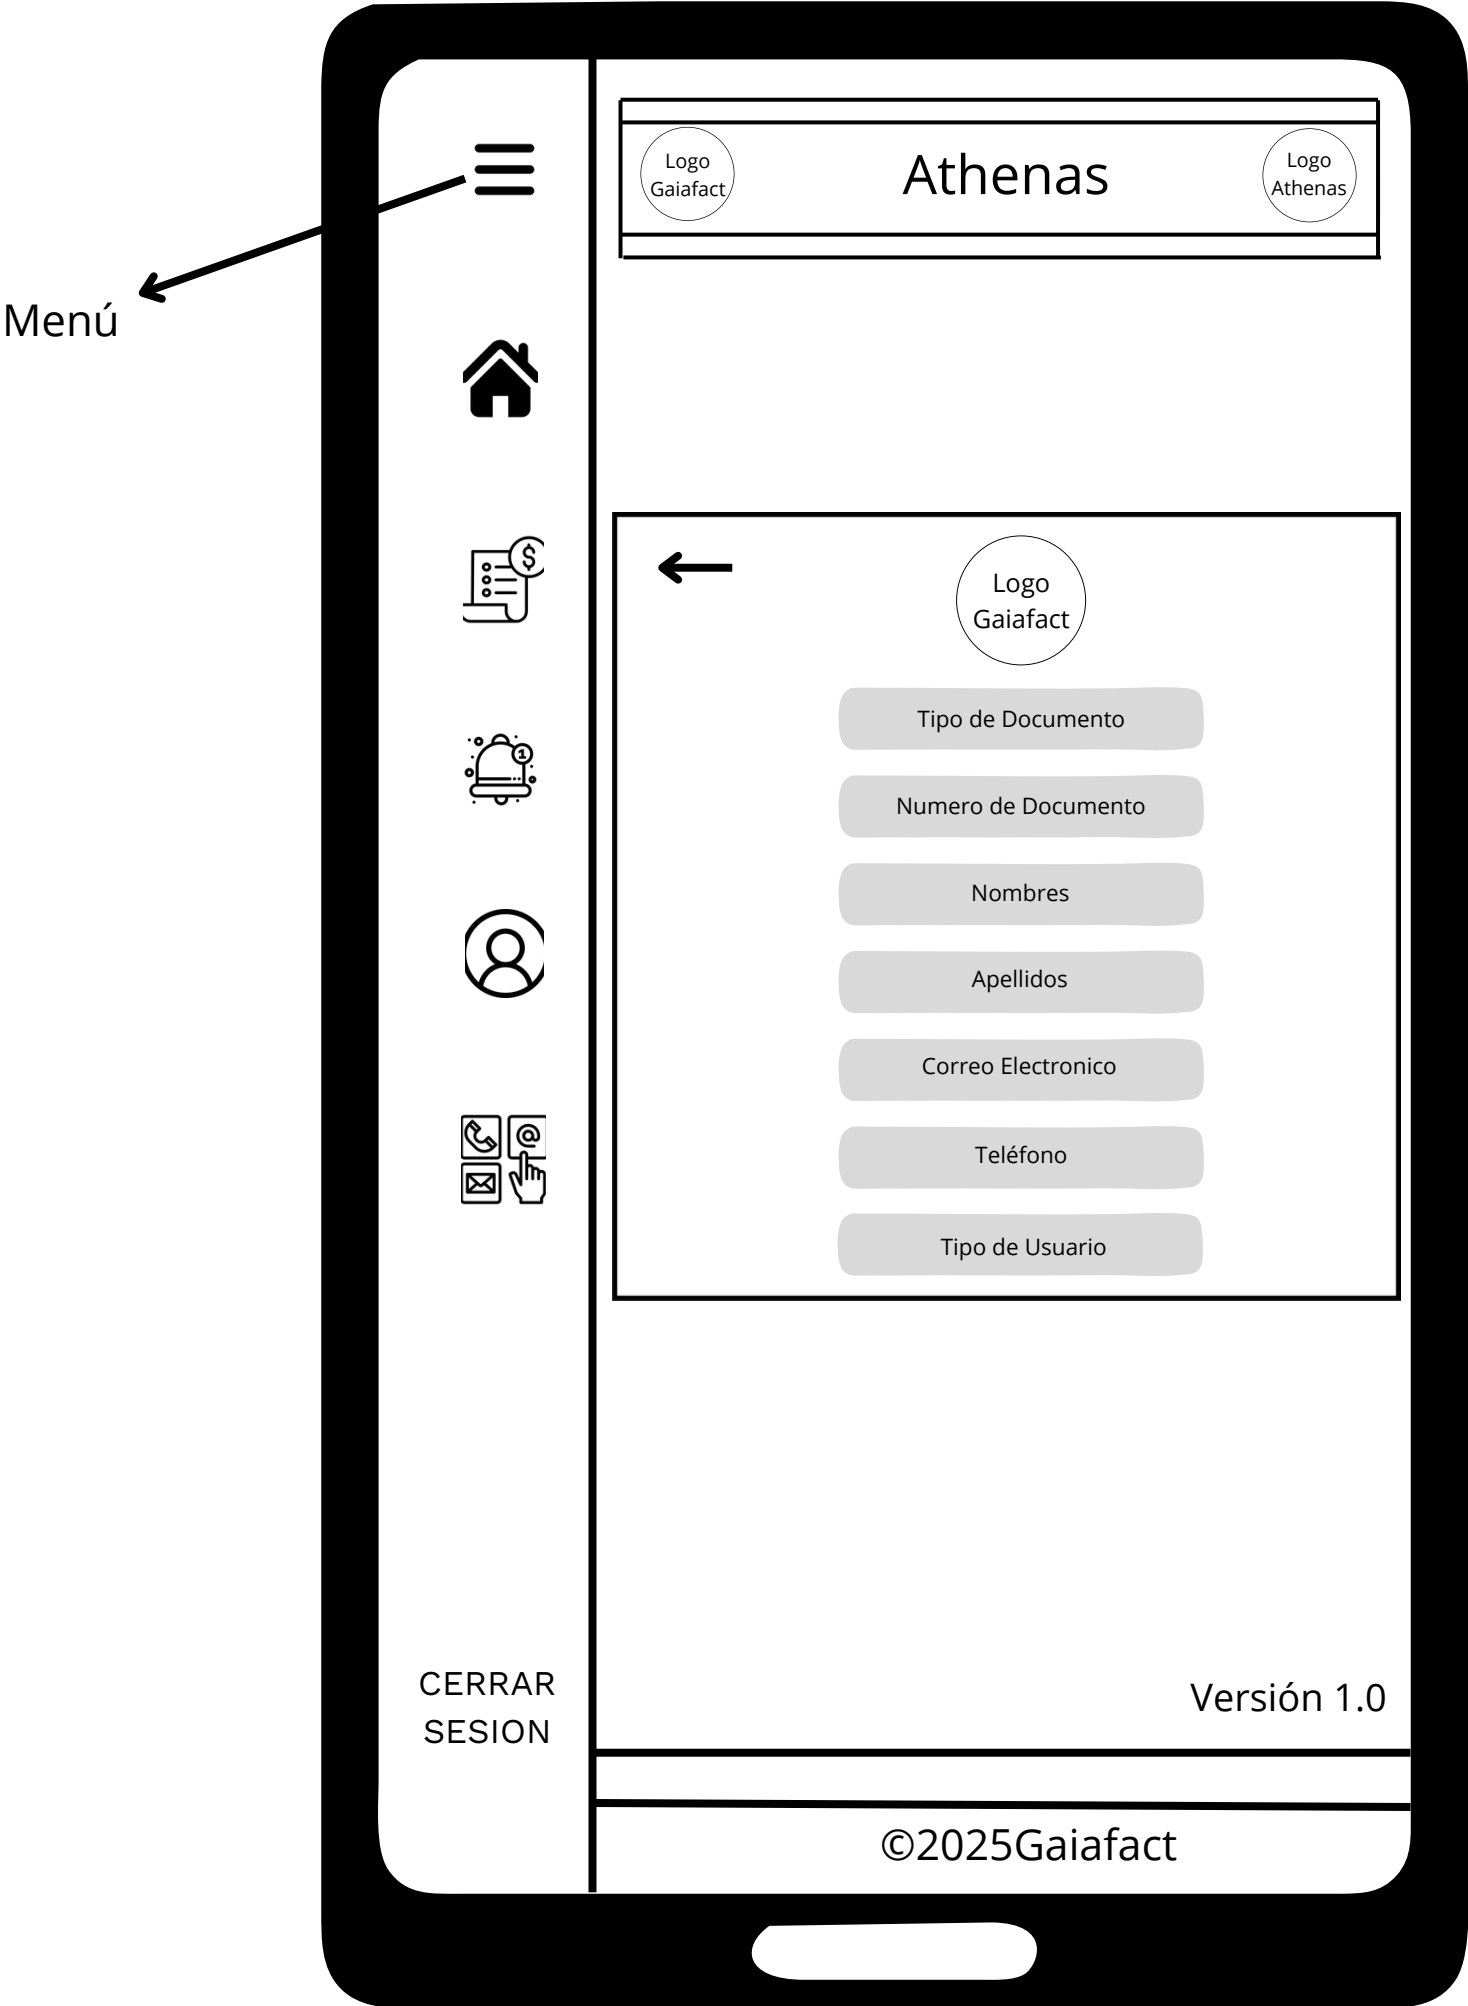 Menú
Logo
Gaiafact
Athenas
Logo
Athenas
$
1
Logo
Gaiafact
Tipo de Documento
Numero de Documento
Nombres
Apellidos
Correo Electronico
@
Teléfono
Tipo de Usuario
CERRAR
SESION
Versión 1.0
©2025Gaiafact